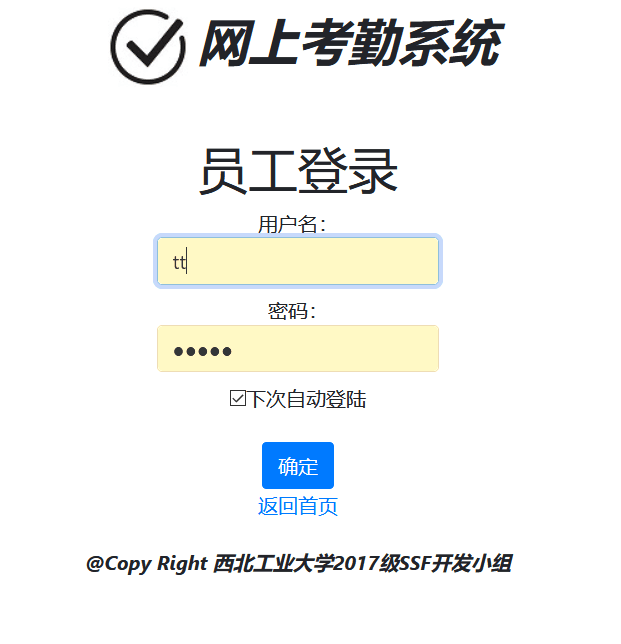 网上考勤系统
员工登录
用户名：
tt
密码：
•••••
下次自动登陆
确定
返回首页
@Copy Right 西北工业大学2017级SSF开发小组